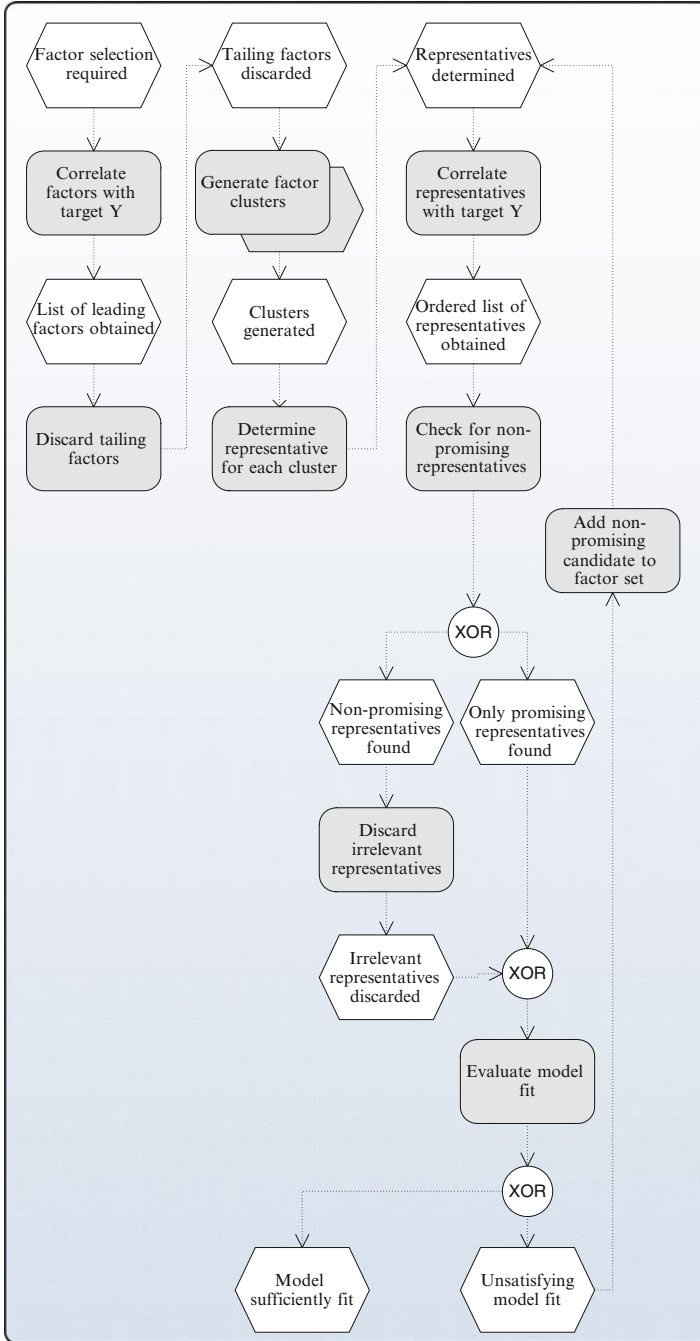 Factor selection
required
Correlate
factors with
target Y
List of leading
factors obtained
Discard tailing
factors
Tailing factors
discarded
Generate factor
clusters
Clusters
generated
Determine
representative
for each cluster
Representatives
determined
Correlate
representatives
with target Y
Ordered list of
representatives
obtained
Check for non-
promising
representatives
Add non-
promising
candidate to
factor set
XOR
Non-promising
representatives
found
Only promising
representatives
found
Discard
irrelevant
representatives
Irrelevant
representatives
discarded
XOR
Evaluate model
fit
XOR
Model
sufficiently fit
Unsatisfying
model fit